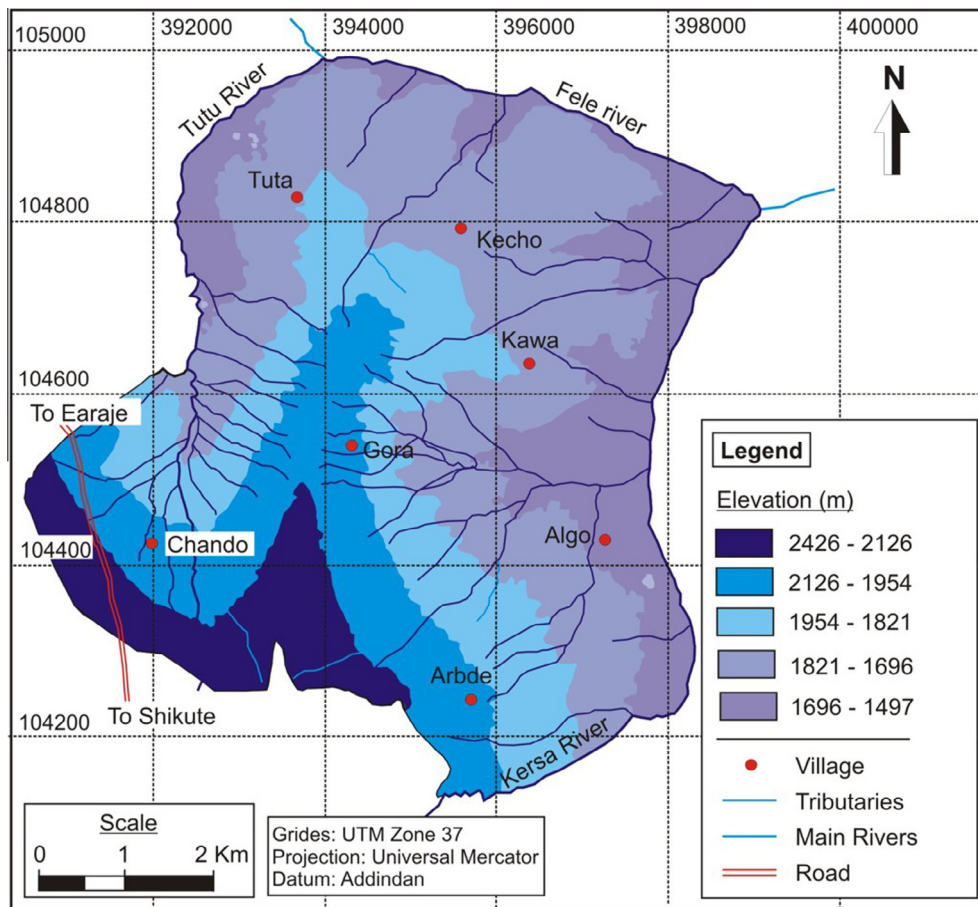 105000
392000
394000
396000
398000
400000
N
Tutu River
Fele river
Tuta
104800
Kecho
Kawa
104600
To Earaje
Gora
Legend
Elevation (m)
2426 - 2126
2126 - 1954
1954 - 1821
1821 - 1696
1696 - 1497
Village
Tributaries
Main Rivers
Road
Chando
Algo
104400
Arbde
To Shikute
104200
Kersa River
Scale
0 1 2 Km
Grides: UTM Zone 37
Projection: Universal Mercator
Datum: Addindan